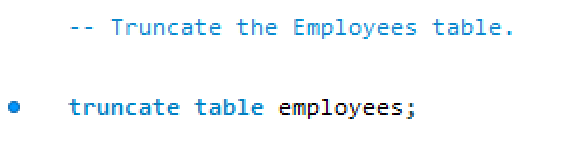 -- Truncate the Employees table.
truncate table employees;